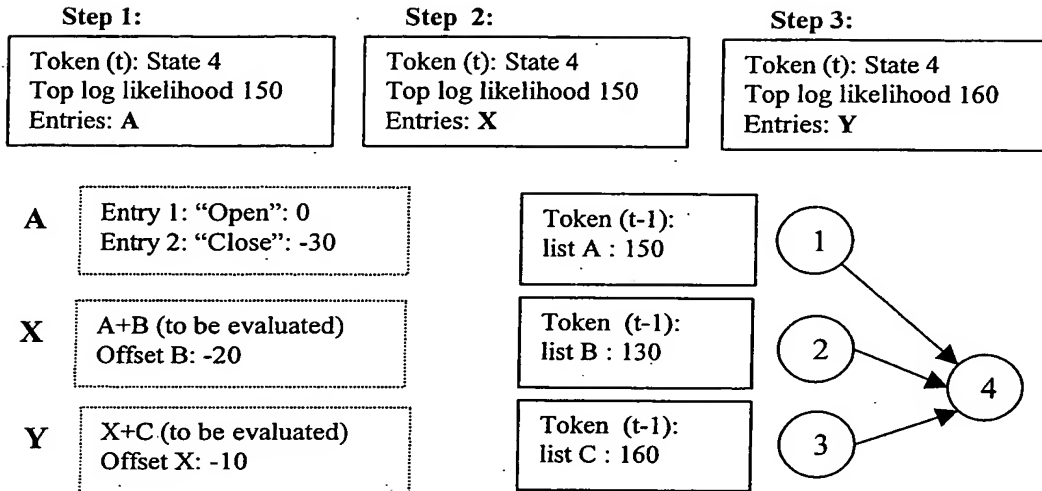 Step 1:
Step 2:
Step 3:
Token (t): State 4
Top log likelihood 150
Entries: A
Token (t): State 4
Top log likelihood 150
Entries: X
Token (t): State 4
Top log likelihood 160
Entries: Y
A
Entry 1: “Open”: 0
Entry 2: “Close”: -30
X
A+B (to be evaluated)
Offset B: -20
Y
X+C (to be evaluated)
Offset X: -10
Token (t-1):
list A : 150
Token (t-1):
list B : 130
Token (t-1):
list C : 160
1
2
3
4